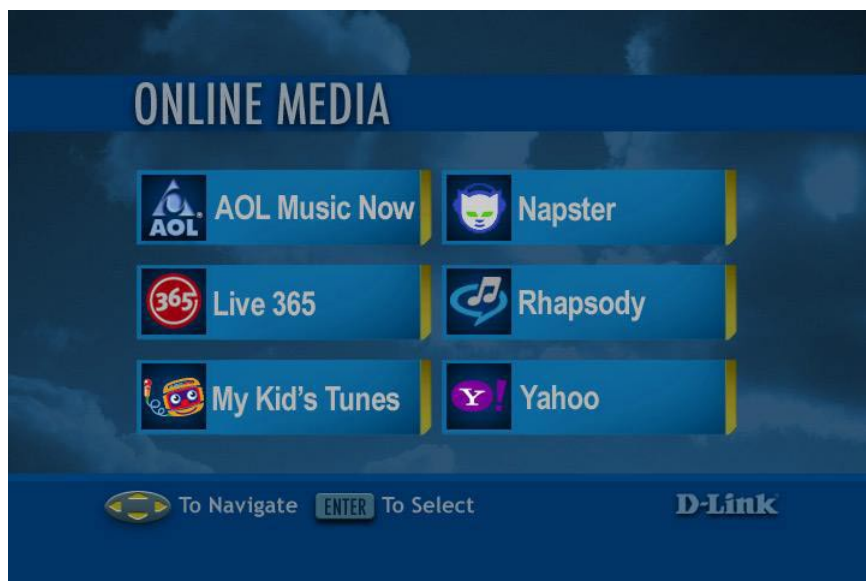 ONLINE MEDIA
AOL AOL Music Now
Napster
365 Live 365
Rhapsody
My Kid's Tunes
Y! Yahoo
To Navigate ENTER To Select
D-Link